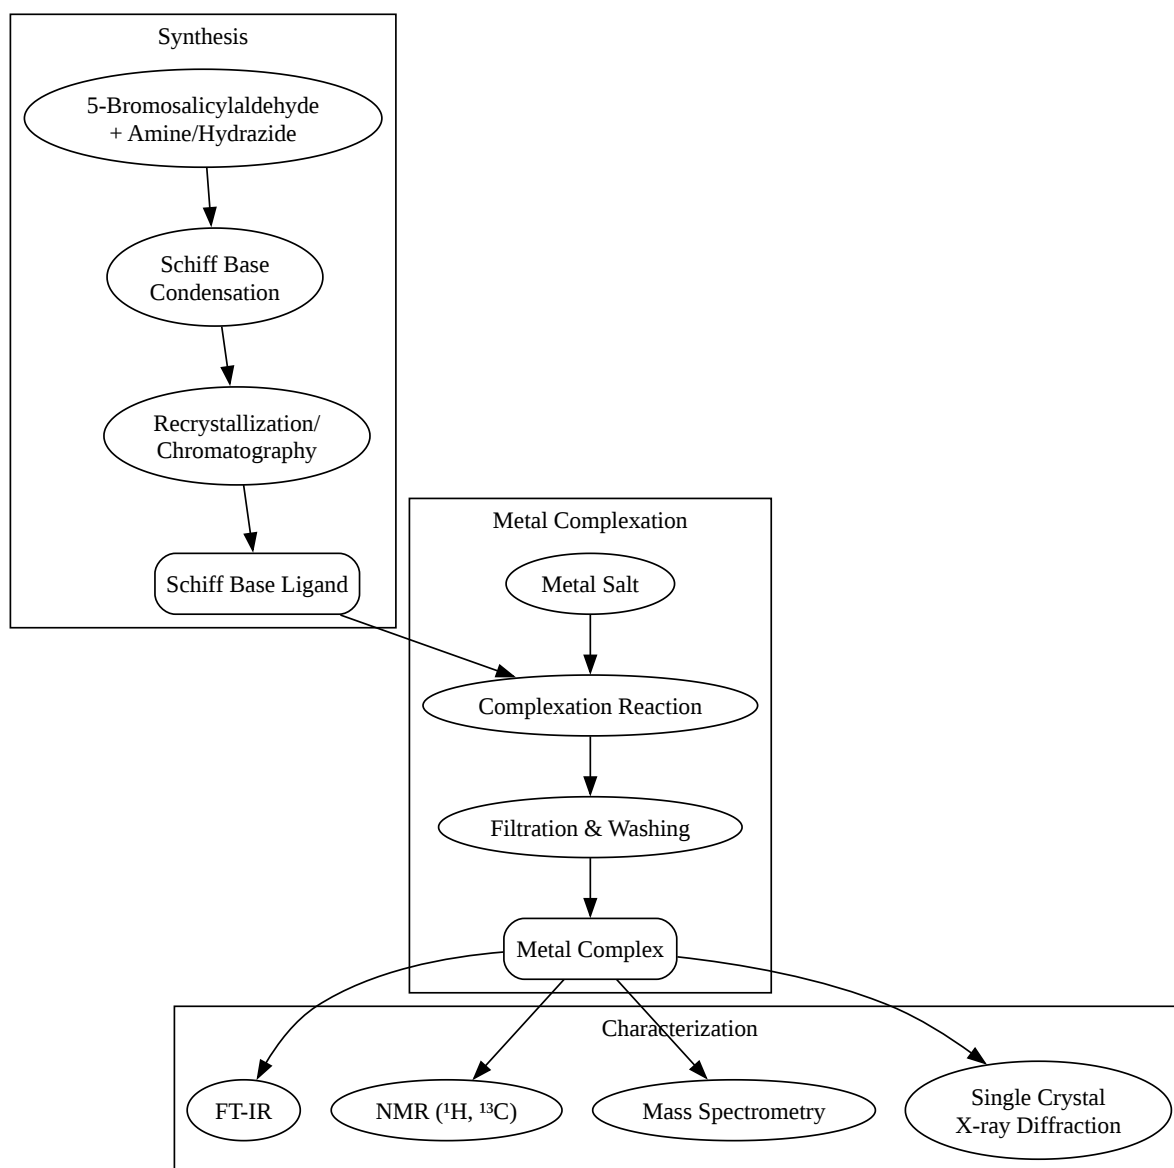 Synthesis
5-Bromosalicylaldehyde
+ Amine/Hydrazide
Schiff Base
Condensation
Recrystallization/
Chromatography
Schiff Base Ligand
Metal Complexation
Metal Salt
Complexation Reaction
Filtration & Washing
Metal Complex
Characterization
FT-IR
NMR (¹H, ¹³C)
Mass Spectrometry
Single Crystal
X-ray Diffraction